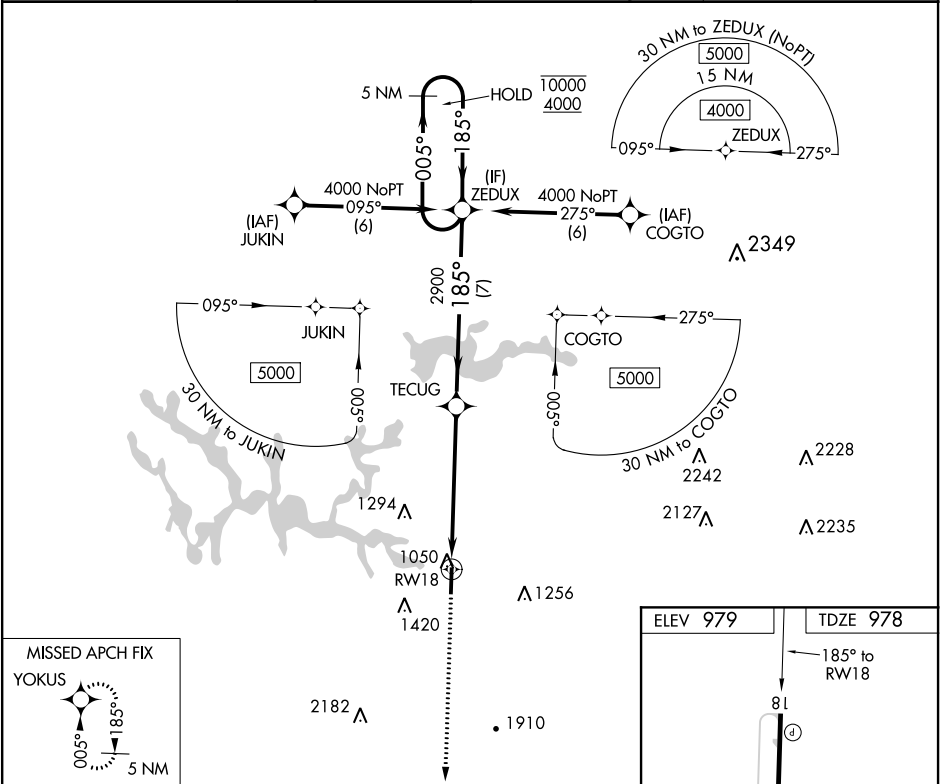 30 NM to ZEDUX (NoPT)
5000
15 NM
4000
ZEDUX
095°
275°
5 NM
HOLD
10000
4000
005°
185°
(IF)
ZEDUX
4000 NoPT
095°
(6)
(IAF)
JUKIN
4000 NoPT
275°
(6)
(IAF)
COGTO
2349
2900
185°
(7)
095°
JUKIN
5000
005°
30 NM to JUKIN
275°
COGTO
5000
005°
30 NM to COGTO
TECUG
2242
2228
2127
2235
1294
1050
RW18
1256
1420
2182
1910
MISSED APCH FIX
YOKUS
005°
185°
5 NM
ELEV 979
TDZE 978
185° to
RW18
18
P